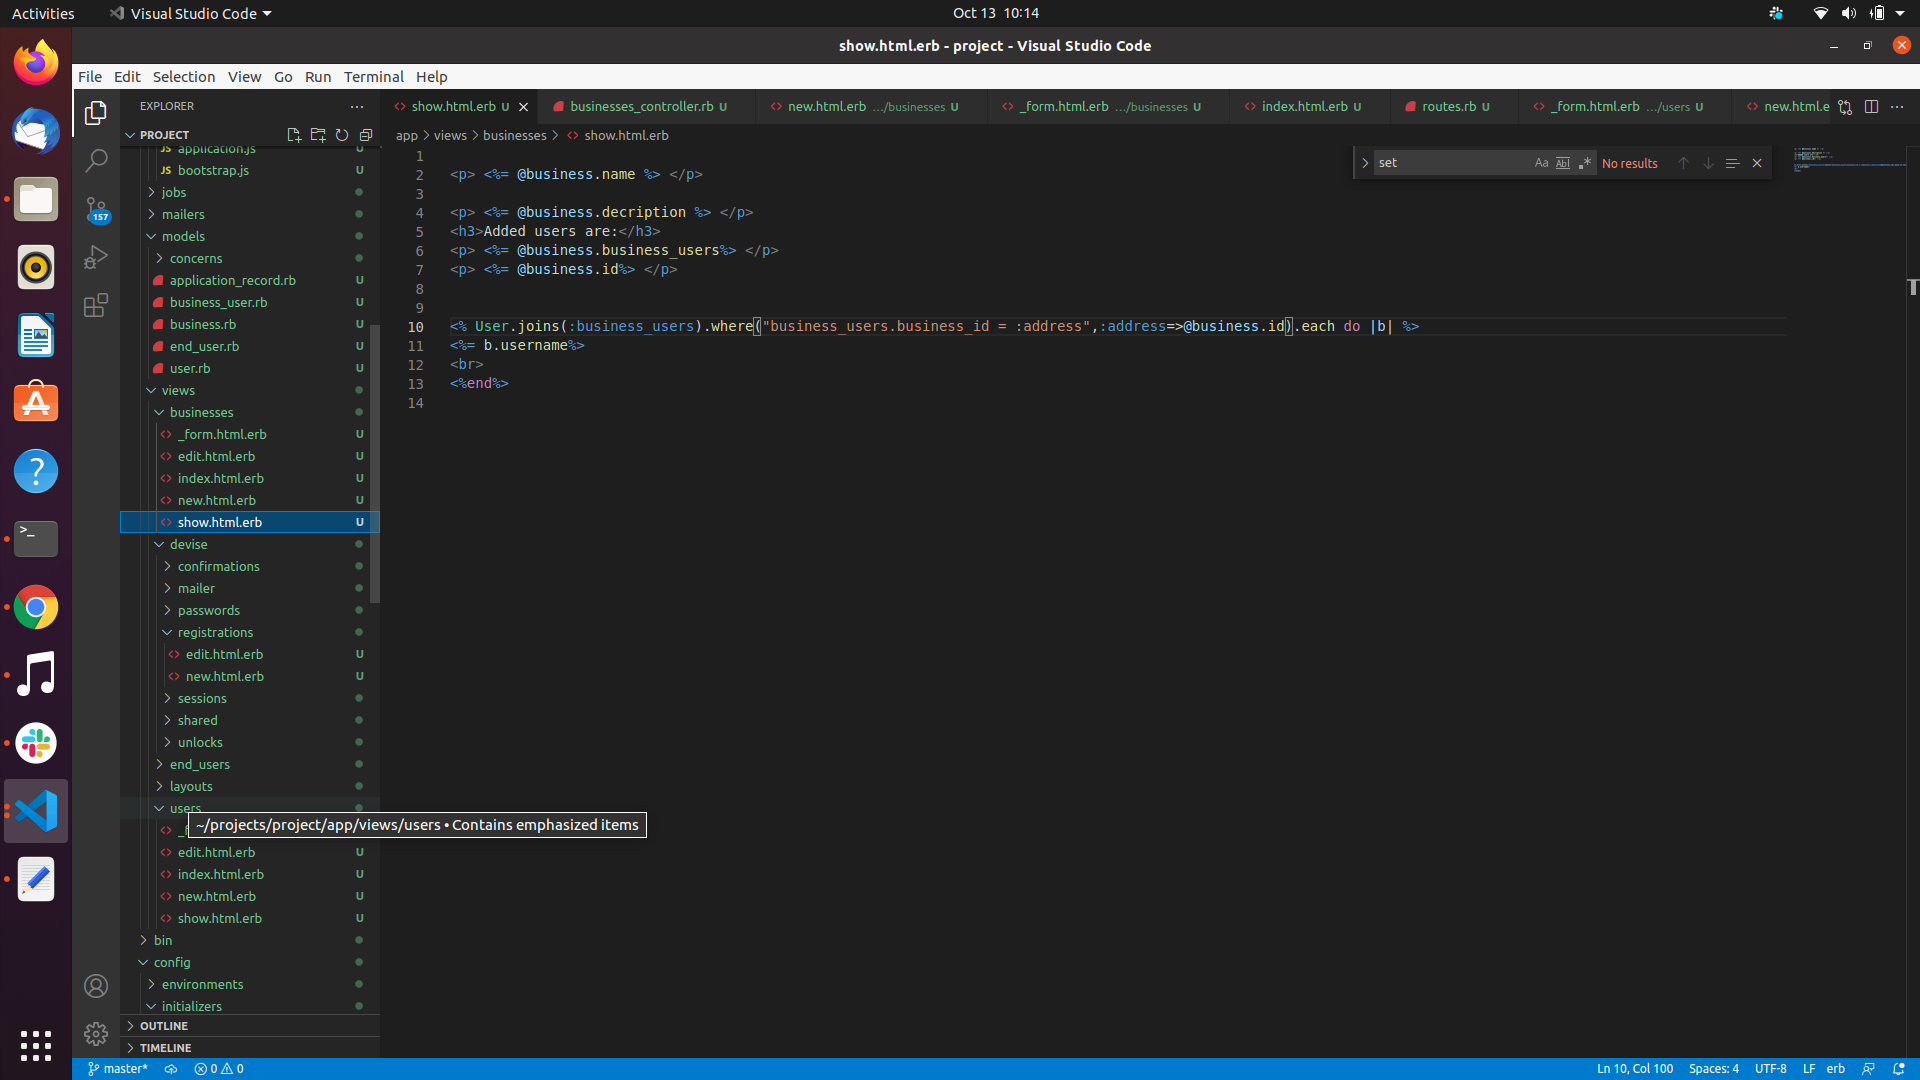 Activities
Visual Studio Code
Oct 13 10:14
show.html.erb - project - Visual Studio Code
File Edit Selection View Go Run Terminal Help
EXPLORER
PROJECT
JS application.js U
JS bootstrap.js U
jobs
mailers
models
concerns
application_record.rb U
business_user.rb U
business.rb U
end_user.rb U
user.rb U
views
businesses
_form.html.erb U
edit.html.erb U
index.html.erb U
new.html.erb U
show.html.erb U
devise
confirmations
mailer
passwords
registrations
edit.html.erb U
new.html.erb U
sessions
shared
unlocks
end_users
layouts
users
~/projects/project/app/views/users • Contains emphasized items
edit.html.erb U
index.html.erb U
new.html.erb U
show.html.erb U
bin
config
environments
initializers
OUTLINE
TIMELINE
157
show.html.erb U
businesses_controller.rb U
new.html.erb .../businesses U
_form.html.erb .../businesses U
index.html.erb U
routes.rb U
_form.html.erb .../users U
new.html.e
app > views > businesses > show.html.erb
set
Aa Abl .*
No results
1
2 <p> <%= @business.name %> </p>
3
4 <p> <%= @business.decription %> </p>
5 <h3>Added users are:</h3>
6 <p> <%= @business.business_users%> </p>
7 <p> <%= @business.id%> </p>
8
9
10 <% User.joins(:business_users).where("business_users.business_id = :address",:address=>@business.id).each do |b| %>
11 <%= b.username%>
12 <br>
13 <%end%>
14
master*
0 0
Ln 10, Col 100
Spaces: 4
UTF-8
LF
erb